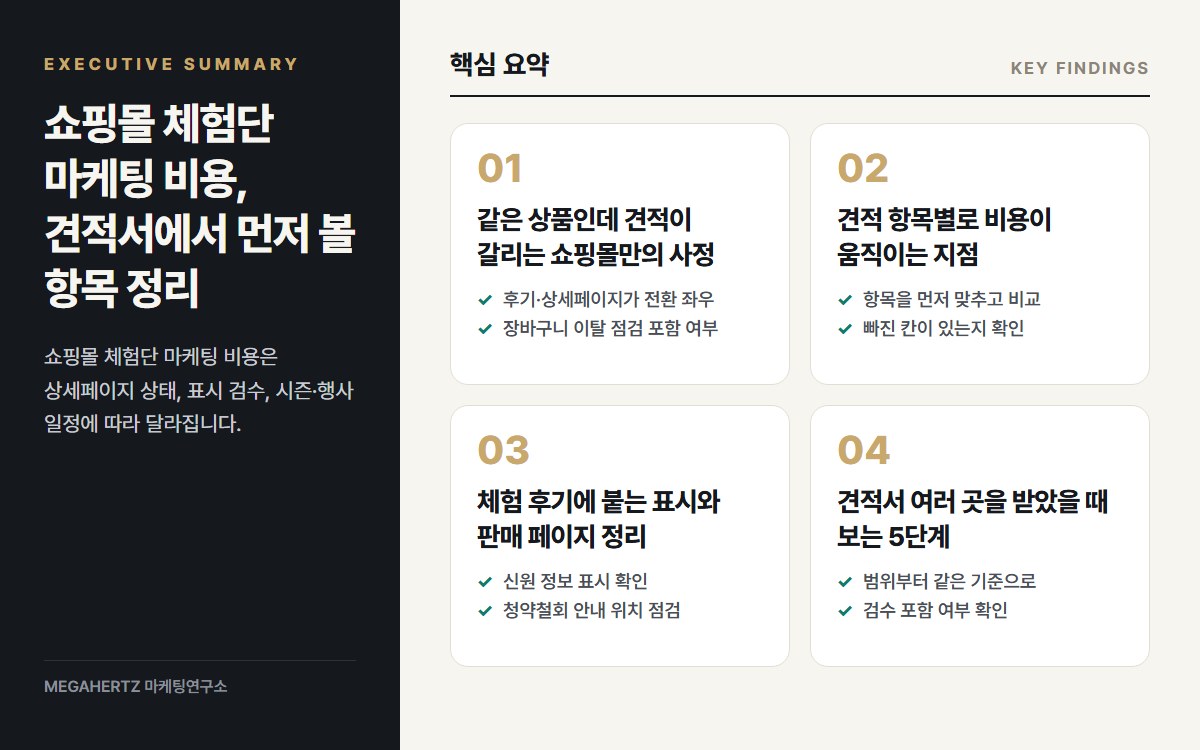 EXECUTIVE SUMMARY
쇼핑몰 체험단
마케팅 비용,
견적서에서 먼저 볼
항목 정리
쇼핑몰 체험단 마케팅 비용은
상세페이지 상태, 표시 검수, 시즌·행사
일정에 따라 달라집니다.
MEGAHERTZ 마케팅연구소
핵심 요약
KEY FINDINGS
01
같은 상품인데 견적이
갈리는 쇼핑몰만의 사정
후기·상세페이지가 전환 좌우
장바구니 이탈 점검 포함 여부
02
견적 항목별로 비용이
움직이는 지점
항목을 먼저 맞추고 비교
빠진 칸이 있는지 확인
03
체험 후기에 붙는 표시와
판매 페이지 정리
신원 정보 표시 확인
청약철회 안내 위치 점검
04
견적서 여러 곳을 받았을 때
보는 5단계
범위부터 같은 기준으로
검수 포함 여부 확인